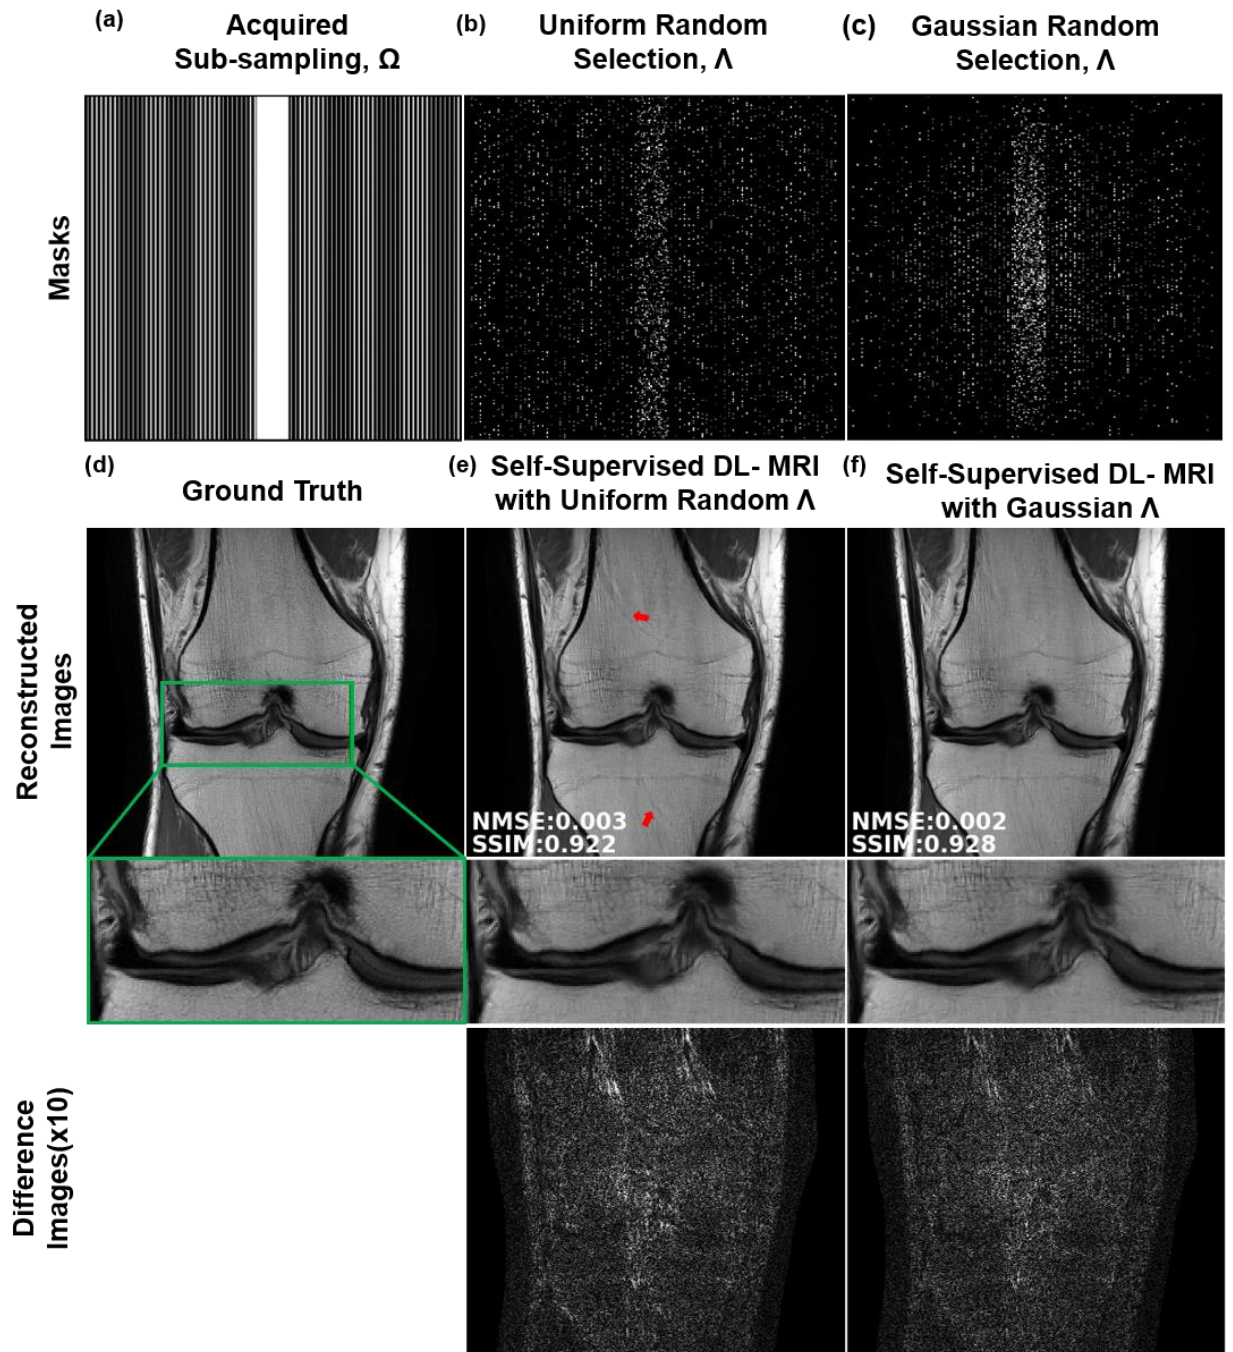 (a)
Acquired
Sub-sampling, Ω
(b)
Uniform Random
Selection, Λ
(c)
Gaussian Random
Selection, Λ
Masks
(d)
Ground Truth
(e)
Self-Supervised DL- MRI
with Uniform Random Λ
(f)
Self-Supervised DL- MRI
with Gaussian Λ
Reconstructed
Images
NMSE:0.003
SSIM:0.922
NMSE:0.002
SSIM:0.928
Difference
Images(x10)